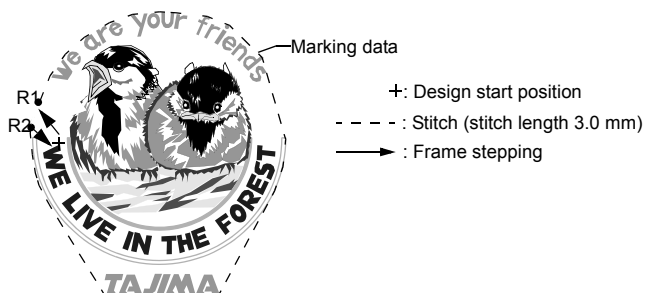 we are your friends
Marking data
R1
R2
+: Design start position
- - - - : Stitch (stitch length 3.0 mm)
: Frame stepping
WE LIVE IN THE FOREST
TAJIMA